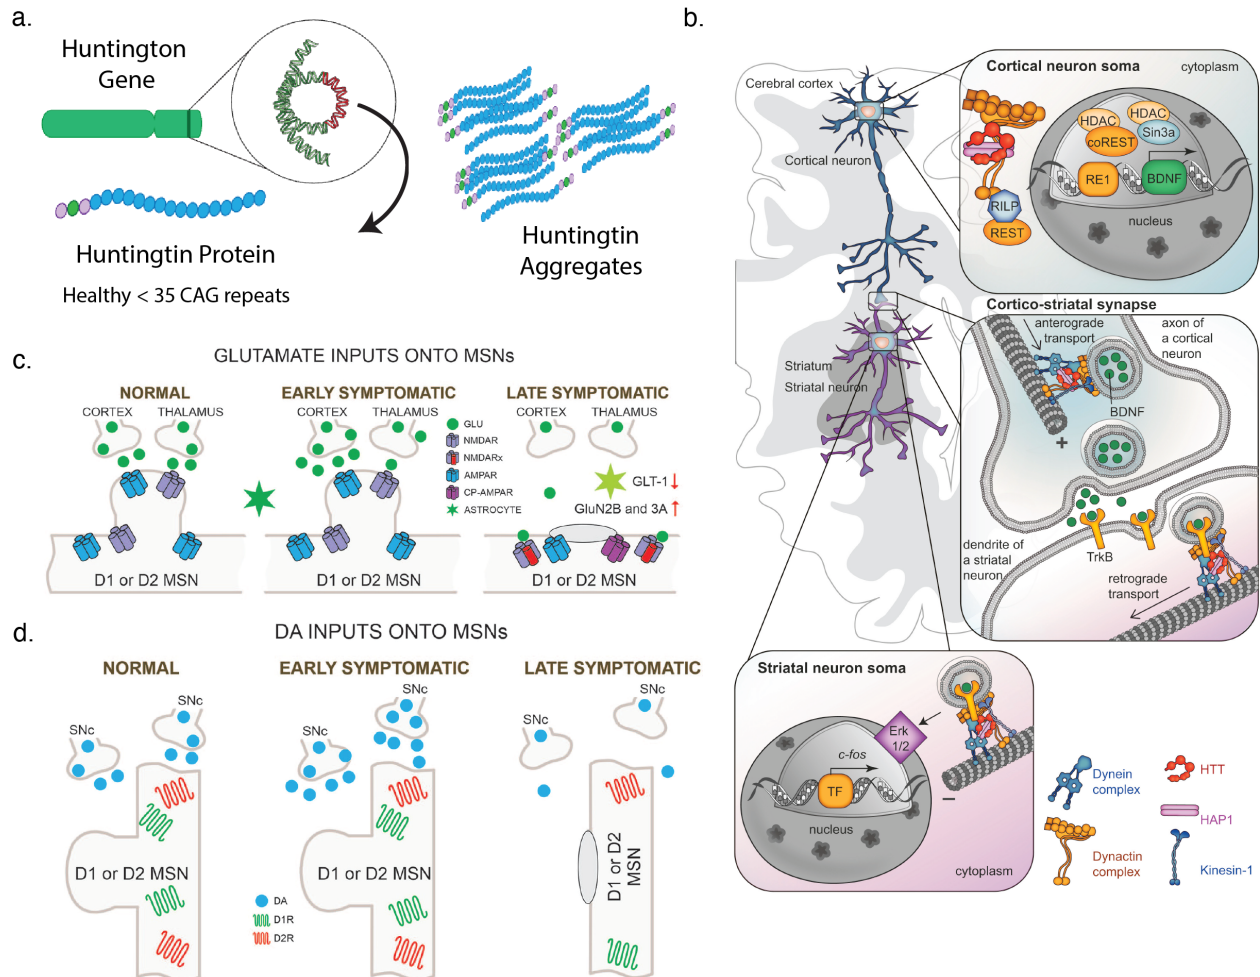 a.
Huntington
Gene
Huntingtin Protein
Healthy < 35 CAG repeats
Huntingtin
Aggregates
b.
Cerebral cortex
Cortical neuron
Striatum
Striatal neuron
Cortical neuron soma
cytoplasm
HDAC
HDAC
coREST
Sin3a
RE1
BDNF
RILP
REST
nucleus
Cortico-striatal synapse
anterograde
transport
axon of
a cortical
neuron
BDNF
+
dendrite of
a striatal
neuron
TrkB
retrograde
transport
Striatal neuron soma
Erk
1/2
c-fos
TF
nucleus
cytoplasm
–
Dynein
complex
HTT
HAP1
Dynactin
complex
Kinesin-1
c.
GLUTAMATE INPUTS ONTO MSNs
NORMAL
CORTEX THALAMUS
D1 or D2 MSN
EARLY SYMPTOMATIC
CORTEX THALAMUS
D1 or D2 MSN
GLU
NMDAR
NMDARx
AMPAR
CP-AMPAR
ASTROCYTE
LATE SYMPTOMATIC
CORTEX THALAMUS
GLT-1 ↓
GluN2B and 3A ↑
D1 or D2 MSN
d.
DA INPUTS ONTO MSNs
NORMAL
SNc
SNc
D1 or D2 MSN
EARLY SYMPTOMATIC
SNc
SNc
D1 or D2 MSN
DA
D1R
D2R
LATE SYMPTOMATIC
SNc
SNc
D1 or D2
MSN